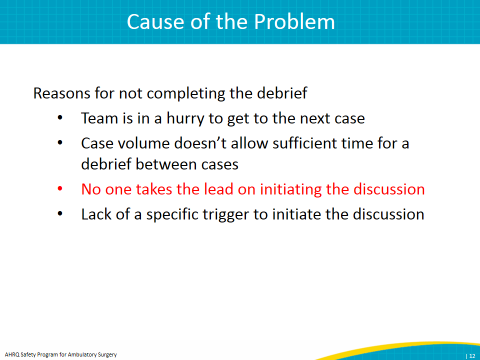 Cause of the Problem
Reasons for not completing the debrief
• Team is in a hurry to get to the next case
• Case volume doesn't allow sufficient time for a
debrief between cases
• No one takes the lead on initiating the discussion
• Lack of a specific trigger to initiate the discussion
AHRQ Safety Program for Ambulatory Surgery
| 12